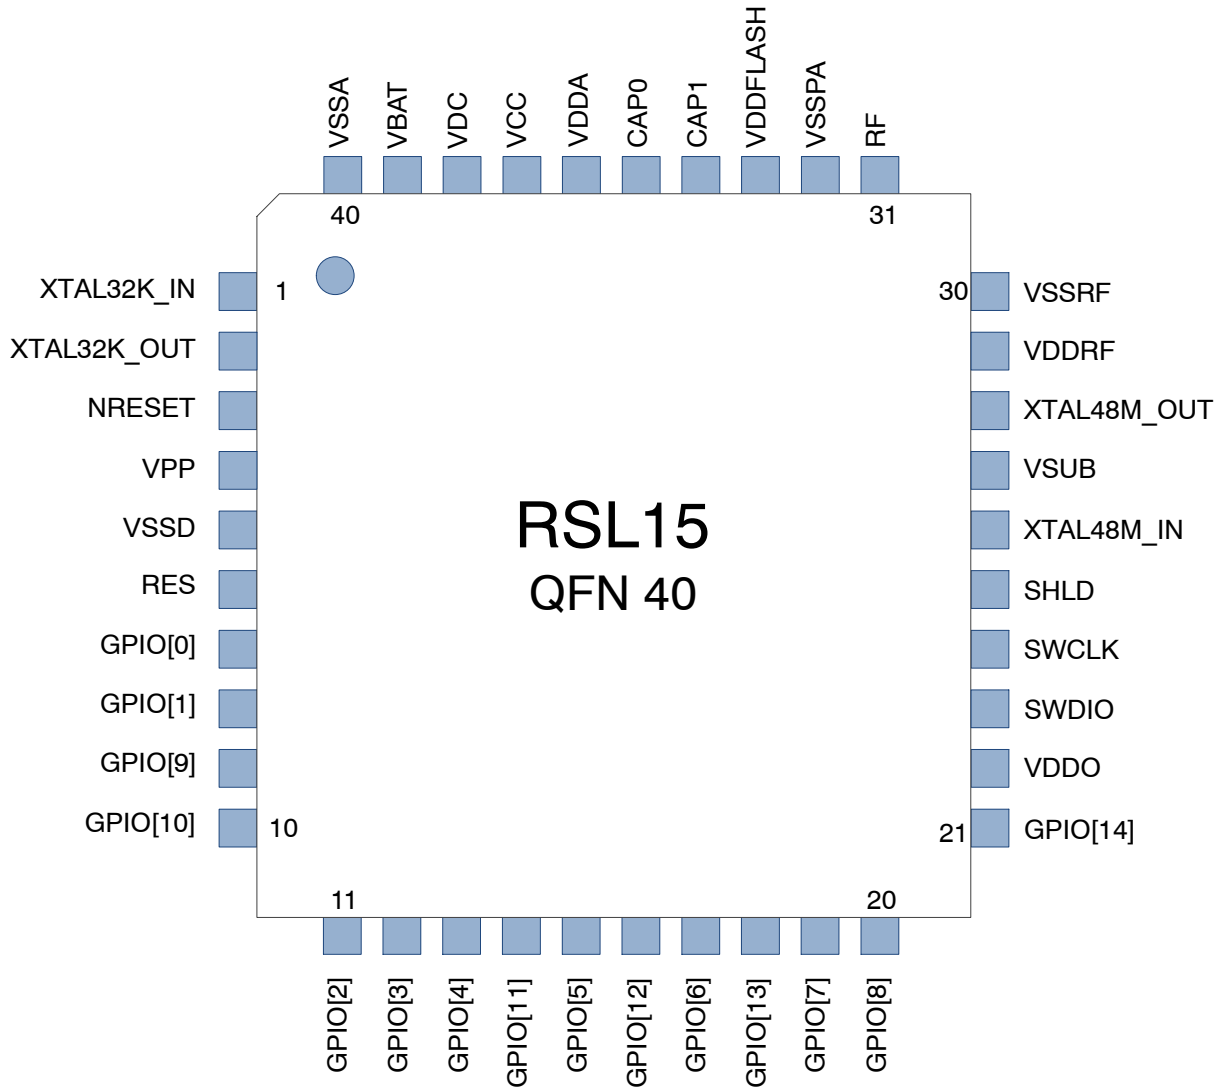 VSSA
VBAT
VDC
VCC
VDDA
CAP0
CAP1
VDDFLASH
VSSPA
RF
40
31
XTAL32K_IN
1
30
VSSRF
XTAL32K_OUT
VDDRF
NRESET
XTAL48M_OUT
VPP
VSUB
VSSD
XTAL48M_IN
RSL15
QFN 40
RES
SHLD
GPIO[0]
SWCLK
GPIO[1]
SWDIO
GPIO[9]
VDDO
GPIO[10]
10
21
GPIO[14]
11
20
GPIO[2]
GPIO[3]
GPIO[4]
GPIO[11]
GPIO[5]
GPIO[12]
GPIO[6]
GPIO[13]
GPIO[7]
GPIO[8]